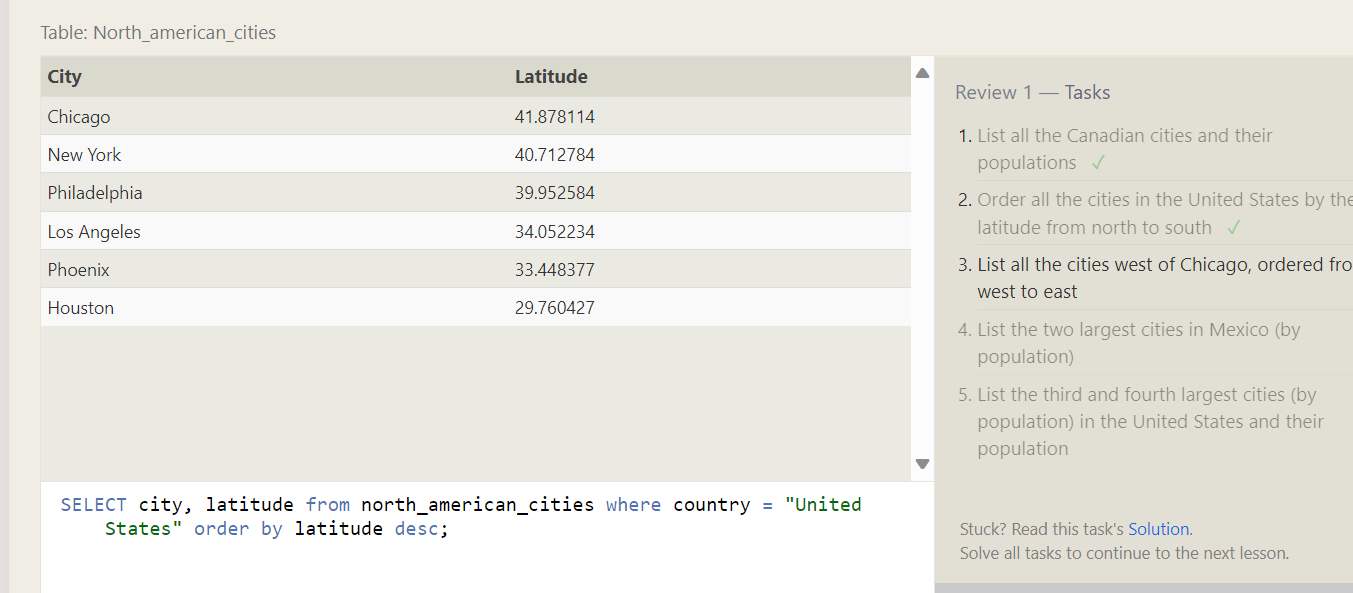 Table: North_american_cities
City Latitude
Chicago 41.878114
New York 40.712784
Philadelphia 39.952584
Los Angeles 34.052234
Phoenix 33.448377
Houston 29.760427
SELECT city, latitude from north_american_cities where country = "United
States" order by latitude desc;
Review 1 — Tasks
1. List all the Canadian cities and their
populations ✓
2. Order all the cities in the United States by the
latitude from north to south ✓
3. List all the cities west of Chicago, ordered fro
west to east
4. List the two largest cities in Mexico (by
population)
5. List the third and fourth largest cities (by
population) in the United States and their
population
Stuck? Read this task's Solution.
Solve all tasks to continue to the next lesson.